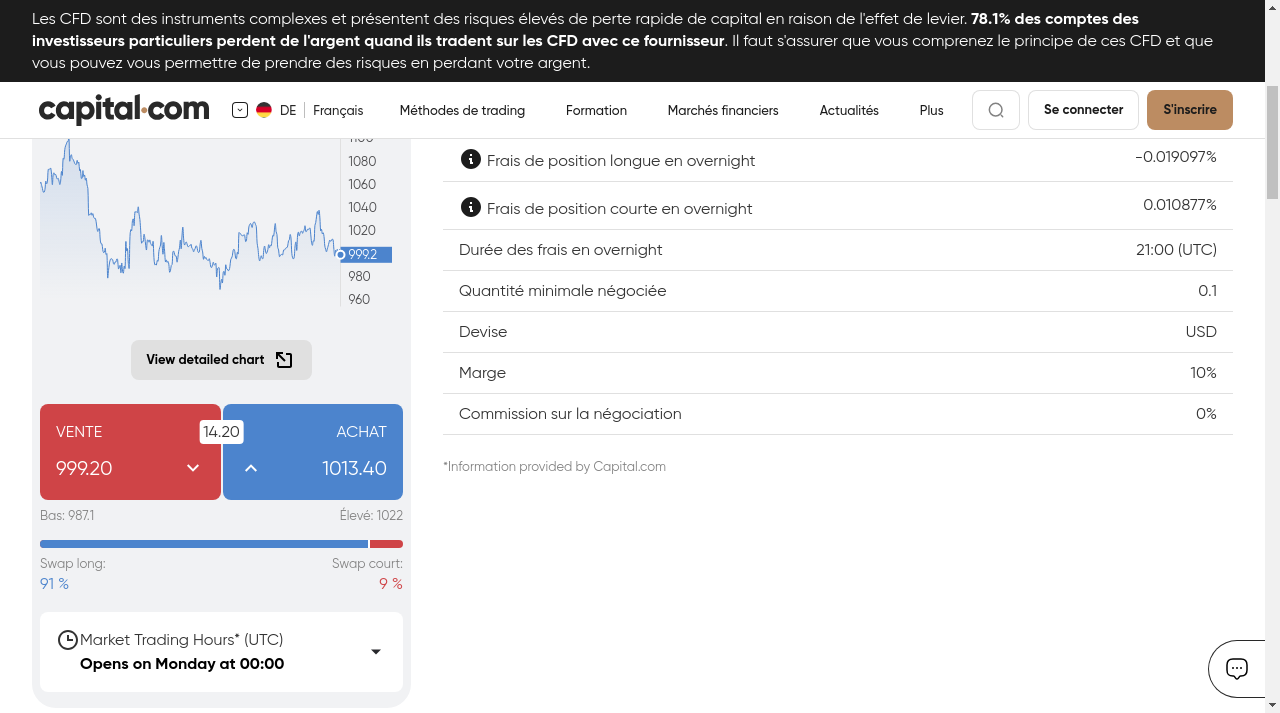 Les CFD sont des instruments complexes et présentent des risques élevés de perte rapide de capital en raison de l'effet de levier. 78.1% des comptes des
investisseurs particuliers perdent de l'argent quand ils tradent sur les CFD avec ce fournisseur. Il faut s'assurer que vous comprenez le principe de ces CFD et que
vous pouvez vous permettre de prendre des risques en perdant votre argent.
capital.com DE Français Méthodes de trading Formation Marchés financiers Actualités Plus Se connecter S'inscrire
1080
1060
1040
1020
999.2
980
960
View detailed chart
VENTE 14.20 ACHAT
999.20 1013.40
Bas: 987.1 Élevé: 1022
Swap long: Swap court:
91 % 9 %
Market Trading Hours* (UTC)
Opens on Monday at 00:00
Frais de position longue en overnight -0.019097%
Frais de position courte en overnight 0.010877%
Durée des frais en overnight 21:00 (UTC)
Quantité minimale négociée 0.1
Devise USD
Marge 10%
Commission sur la négociation 0%
*Information provided by Capital.com